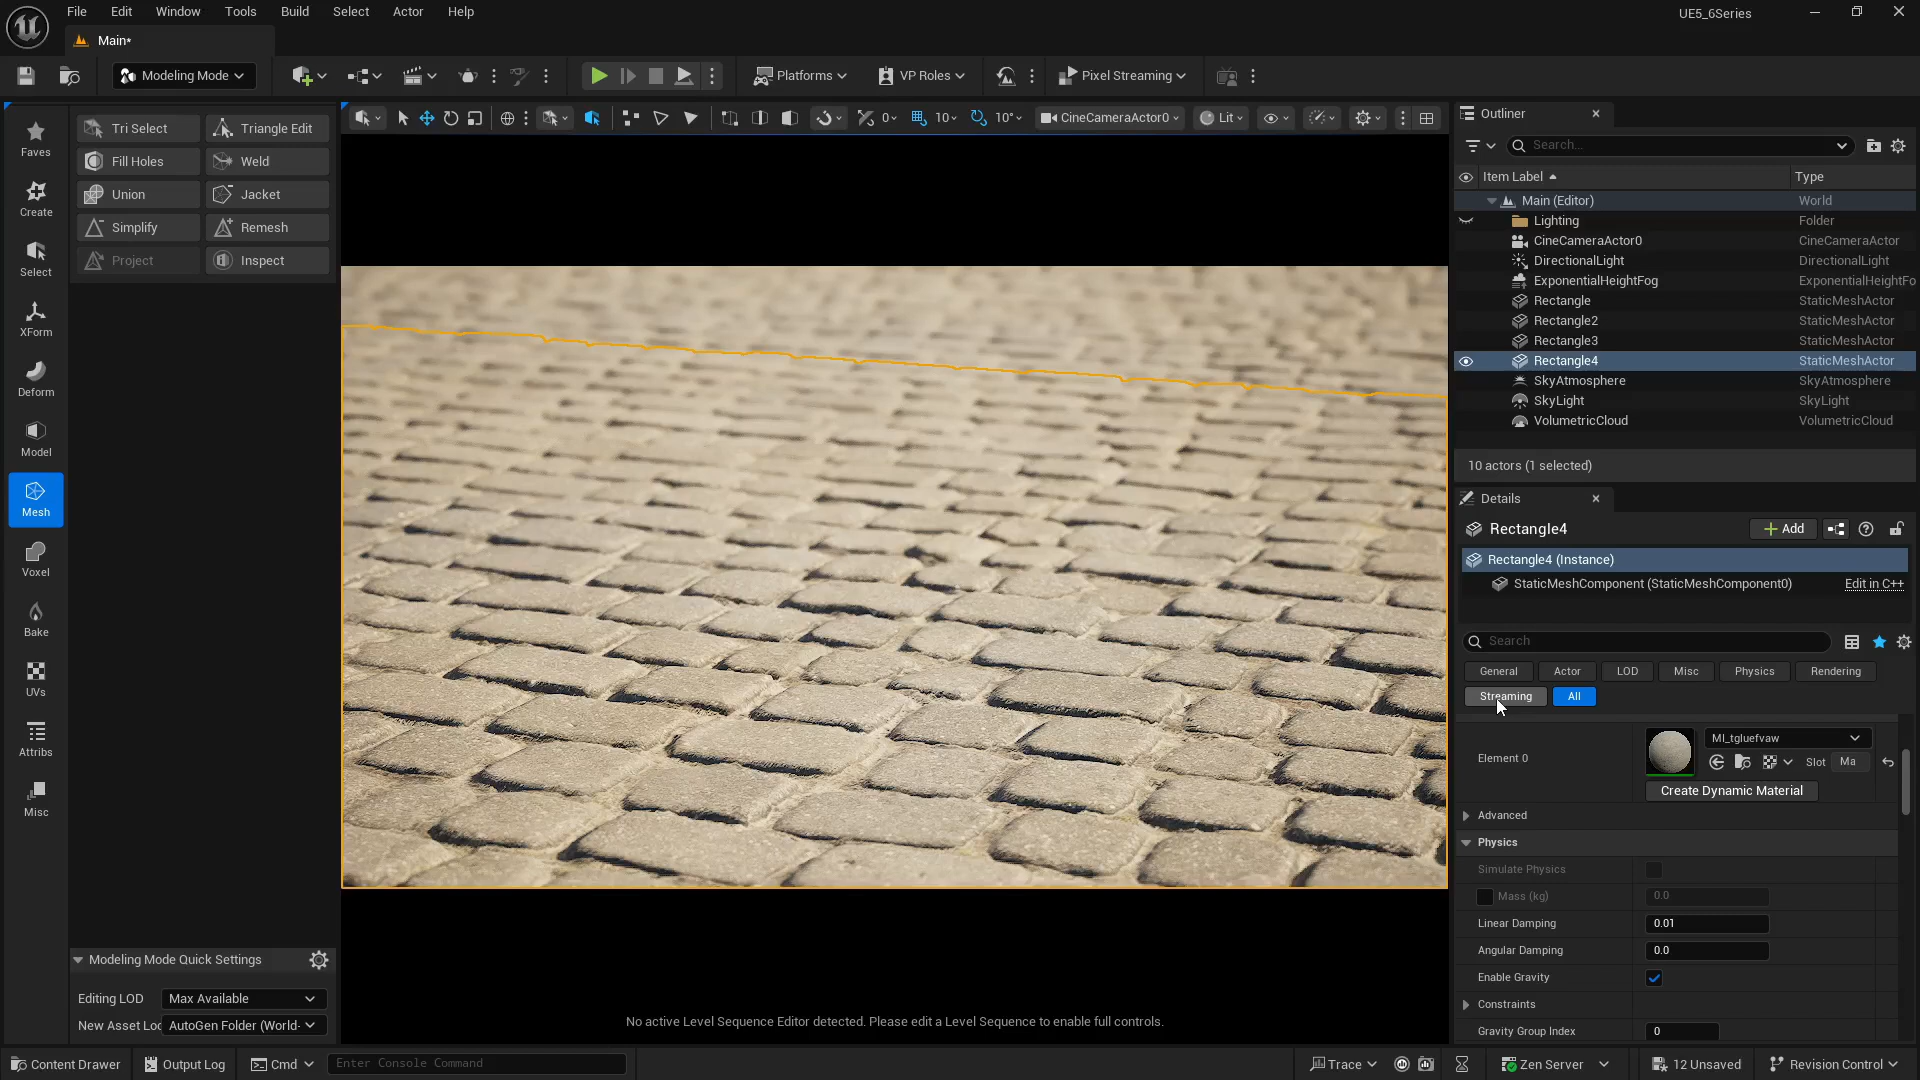 File Edit Window Tools Build Select Actor Help
UE5_6Series
Main*
Modeling Mode
Platforms
VP Roles
Pixel Streaming
Faves
Create
Select
XForm
Deform
Model
Mesh
Voxel
Bake
UVs
Attribs
Misc
Tri Select Triangle Edit
Fill Holes Weld
Union Jacket
Simplify Remesh
Project Inspect
Modeling Mode Quick Settings
Editing LOD Max Available
New Asset Loc AutoGen Folder (World-
0 10 10° CineCameraActor0 Lit
No active Level Sequence Editor detected. Please edit a Level Sequence to enable full controls.
Outliner
Search...
Item Label Type
Main (Editor) World
Lighting Folder
CineCameraActor0 CineCameraActor
DirectionalLight DirectionalLight
ExponentialHeightFog ExponentialHeightFo
Rectangle StaticMeshActor
Rectangle2 StaticMeshActor
Rectangle3 StaticMeshActor
Rectangle4 StaticMeshActor
SkyAtmosphere SkyAtmosphere
SkyLight SkyLight
VolumetricCloud VolumetricCloud
10 actors (1 selected)
Details
Rectangle4
Add
Rectangle4 (Instance)
StaticMeshComponent (StaticMeshComponent0) Edit in C++
Search
General Actor LOD Misc Physics Rendering
Streaming All
Element 0
MI_tgluefvaw
Slot Ma
Create Dynamic Material
Advanced
Physics
Simulate Physics
Mass (kg) 0.0
Linear Damping 0.01
Angular Damping 0.0
Enable Gravity
Constraints
Gravity Group Index 0
Content Drawer Output Log Cmd Enter Console Command
Trace Zen Server 12 Unsaved Revision Control